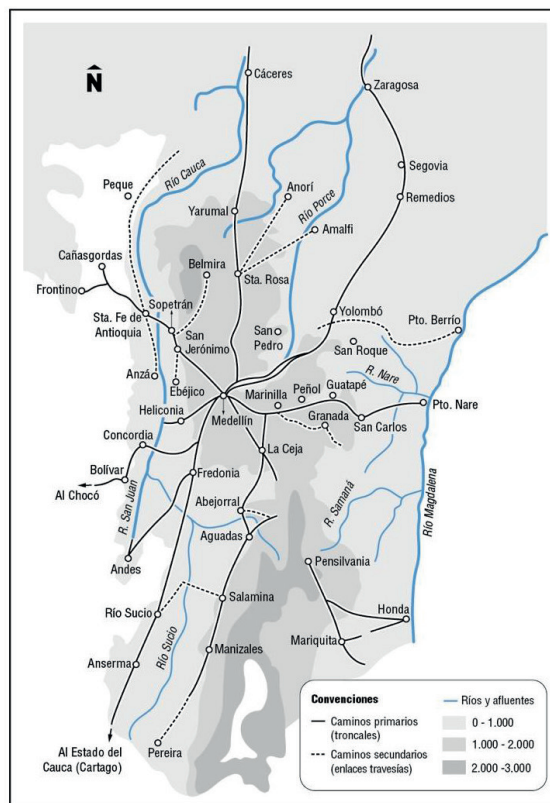 N
Cáceres
Zaragosa
Segovia
Remedios
Peque
Río Cauca
Anorí
Río Porce
Yarumal
Amalfi
Cañasgordas
Belmira
Sta. Rosa
Frontino
Sopetrán
Sta. Fe de
Antioquia
San
Jerónimo
San
Pedro
Yolombó
Pto. Berrío
San Roque
Anzá
Ebéjico
Marinilla
Peñol
Guatapé
R. Nare
Heliconia
Medellín
Granada
San Carlos
Pto. Nare
Concordia
La Ceja
Bolívar
Al Chocó
R. San Juan
Fredonia
Abejorral
R. Samaná
Río Magdalena
Aguadas
Andes
Pensilvania
Río Sucio
Salamina
Honda
Mariquita
Anserma
Río Sucio
Manizales
Al Estado del
Cauca (Cartago)
Pereira
Convenciones
Caminos primarios
(troncales)
Caminos secundarios
(enlaces travesías)
Ríos y afluentes
0 - 1.000
1.000 - 2.000
2.000 -3.000